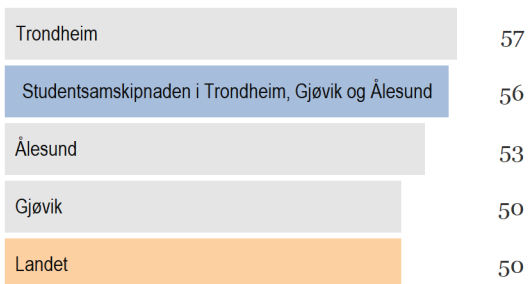 Trondheim 57
Studentsamskipnaden i Trondheim, Gjøvik og Ålesund 56
Ålesund 53
Gjøvik 50
Landet 50